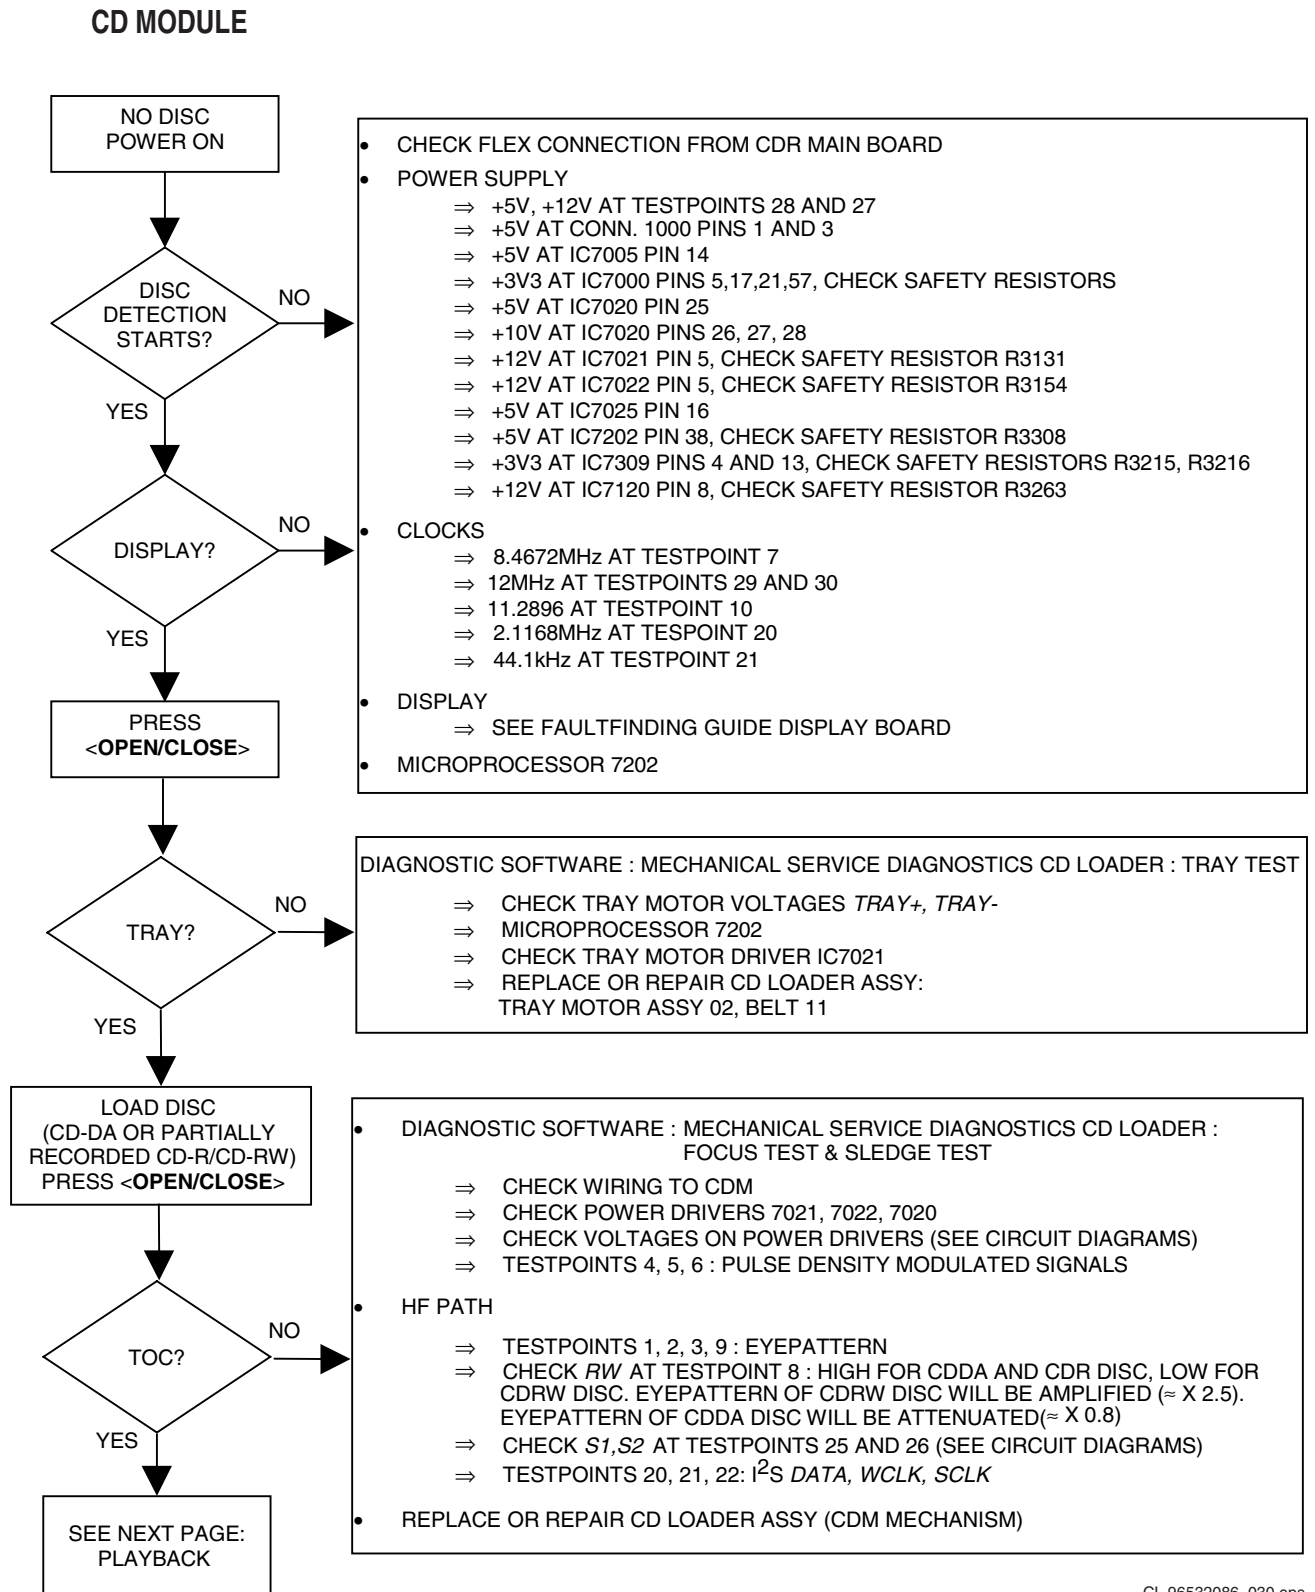 CD MODULE
NO DISC
POWER ON
DISC
DETECTION
STARTS?
NO
YES
• CHECK FLEX CONNECTION FROM CDR MAIN BOARD
• POWER SUPPLY
⇒ +5V, +12V AT TESTPOINTS 28 AND 27
⇒ +5V AT CONN. 1000 PINS 1 AND 3
⇒ +5V AT IC7005 PIN 14
⇒ +3V3 AT IC7000 PINS 5,17,21,57, CHECK SAFETY RESISTORS
⇒ +5V AT IC7020 PIN 25
⇒ +10V AT IC7020 PINS 26, 27, 28
⇒ +12V AT IC7021 PIN 5, CHECK SAFETY RESISTOR R3131
⇒ +12V AT IC7022 PIN 5, CHECK SAFETY RESISTOR R3154
⇒ +5V AT IC7025 PIN 16
⇒ +5V AT IC7202 PIN 38, CHECK SAFETY RESISTOR R3308
⇒ +3V3 AT IC7309 PINS 4 AND 13, CHECK SAFETY RESISTORS R3215, R3216
⇒ +12V AT IC7120 PIN 8, CHECK SAFETY RESISTOR R3263
DISPLAY?
NO
YES
• CLOCKS
⇒ 8.4672MHz AT TESTPOINT 7
⇒ 12MHz AT TESTPOINTS 29 AND 30
⇒ 11.2896 AT TESTPOINT 10
⇒ 2.1168MHz AT TESPOINT 20
⇒ 44.1kHz AT TESTPOINT 21
• DISPLAY
⇒ SEE FAULTFINDING GUIDE DISPLAY BOARD
• MICROPROCESSOR 7202
PRESS
<OPEN/CLOSE>
TRAY?
NO
YES
DIAGNOSTIC SOFTWARE : MECHANICAL SERVICE DIAGNOSTICS CD LOADER : TRAY TEST
⇒ CHECK TRAY MOTOR VOLTAGES TRAY+, TRAY-
⇒ MICROPROCESSOR 7202
⇒ CHECK TRAY MOTOR DRIVER IC7021
⇒ REPLACE OR REPAIR CD LOADER ASSY:
TRAY MOTOR ASSY 02, BELT 11
LOAD DISC
(CD-DA OR PARTIALLY
RECORDED CD-R/CD-RW)
PRESS <OPEN/CLOSE>
TOC?
NO
YES
• DIAGNOSTIC SOFTWARE : MECHANICAL SERVICE DIAGNOSTICS CD LOADER :
FOCUS TEST & SLEDGE TEST
⇒ CHECK WIRING TO CDM
⇒ CHECK POWER DRIVERS 7021, 7022, 7020
⇒ CHECK VOLTAGES ON POWER DRIVERS (SEE CIRCUIT DIAGRAMS)
⇒ TESTPOINTS 4, 5, 6 : PULSE DENSITY MODULATED SIGNALS
• HF PATH
⇒ TESTPOINTS 1, 2, 3, 9 : EYEPATTERN
⇒ CHECK RW AT TESTPOINT 8 : HIGH FOR CDDA AND CDR DISC, LOW FOR
CDRW DISC. EYEPATTERN OF CDRW DISC WILL BE AMPLIFIED (≈ X 2.5).
EYEPATTERN OF CDDA DISC WILL BE ATTENUATED(≈ X 0.8)
⇒ CHECK S1,S2 AT TESTPOINTS 25 AND 26 (SEE CIRCUIT DIAGRAMS)
⇒ TESTPOINTS 20, 21, 22: I²S DATA, WCLK, SCLK
• REPLACE OR REPAIR CD LOADER ASSY (CDM MECHANISM)
SEE NEXT PAGE:
PLAYBACK